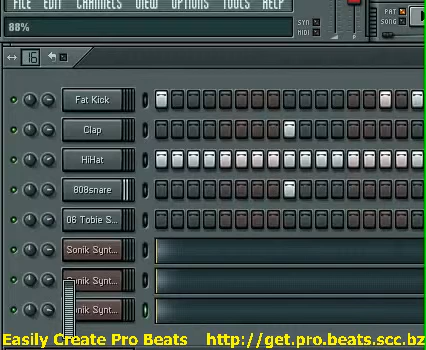 FILE EDIT CHANNELS VIEW OPTIONS TOOLS HELP
88%
SYN
MIDI
PAT
SONG
16
Fat Kick
Clap
HiHat
808snare
06 Tobie S...
Sonik Synt...
Sonik Synt...
Sonik Synt...
Easily Create Pro Beats http://get.pro.beats.scc.bz